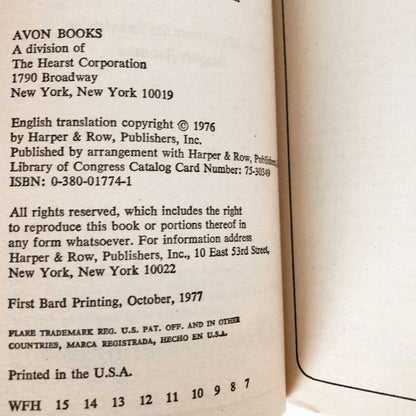 AVON BOOKS
A division of
The Hearst Corporation
1790 Broadway
New York, New York 10019
English translation copyright © 1976
by Harper & Row, Publishers, Inc.
Published by arrangement with Harper & Row, Publishers, Inc.
Library of Congress Catalog Card Number: 75-30349
ISBN: 0-380-01774-1
All rights reserved, which includes the right
to reproduce this book or portions thereof in
any form whatsoever. For information address
Harper & Row, Publishers, Inc., 10 East 53rd Street,
New York, New York 10022
First Bard Printing, October, 1977
FLARE TRADEMARK REG. U.S. PAT. OFF. AND IN OTHER
COUNTRIES, MARCA REGISTRADA, HECHO EN U.S.A.
Printed in the U.S.A.
WFH 15 14 13 12 11 10 9 8 7